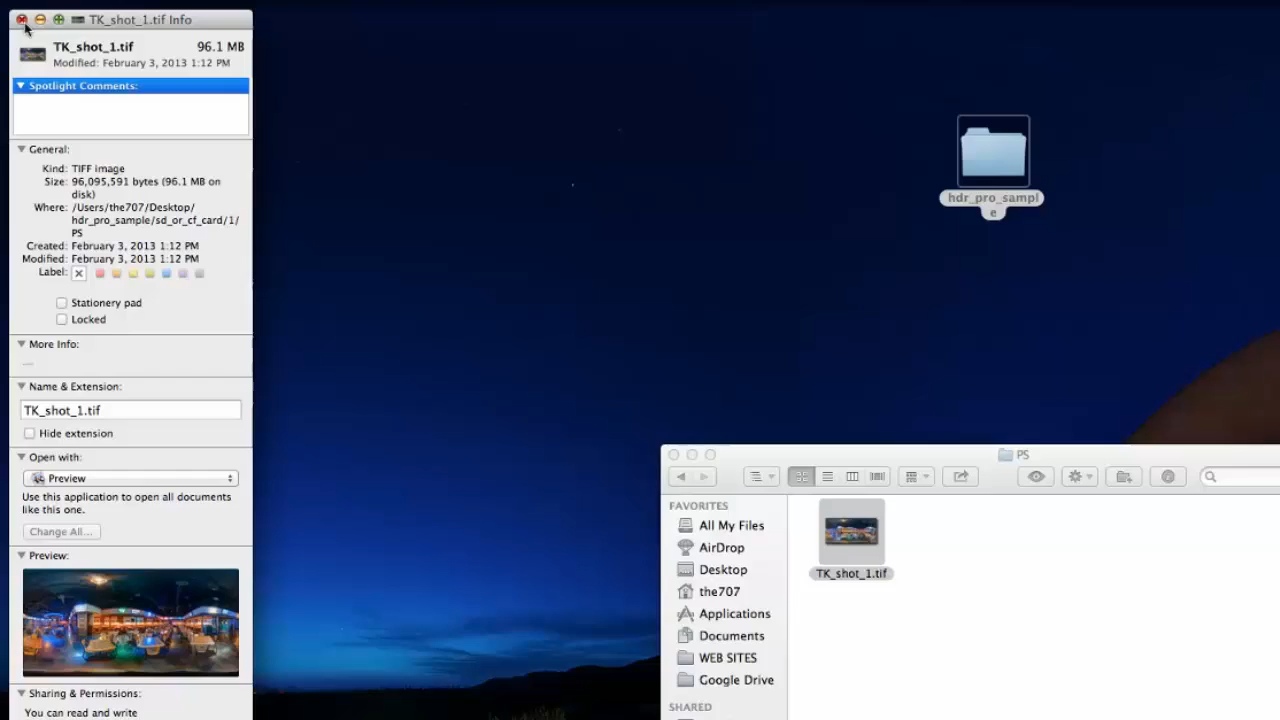 TK_shot_1.tif Info
TK_shot_1.tif 96.1 MB
Modified: February 3, 2013 1:12 PM
Spotlight Comments:
General:
Kind: TIFF image
Size: 96,095,591 bytes (96.1 MB on
disk)
Where: /Users/the707/Desktop/
hdr_pro_sample/sd_or_cf_card/1/
PS
Created: February 3, 2013 1:12 PM
Modified: February 3, 2013 1:12 PM
Label:
Stationery pad
Locked
More Info:
Name & Extension:
TK_shot_1.tif
Hide extension
Open with:
Preview
Use this application to open all documents
like this one.
Change All...
Preview:
Sharing & Permissions:
You can read and write
hdr_pro_sampl
e
PS
FAVORITES
All My Files
AirDrop
Desktop
the707
Applications
Documents
WEB SITES
Google Drive
SHARED
TK_shot_1.tif